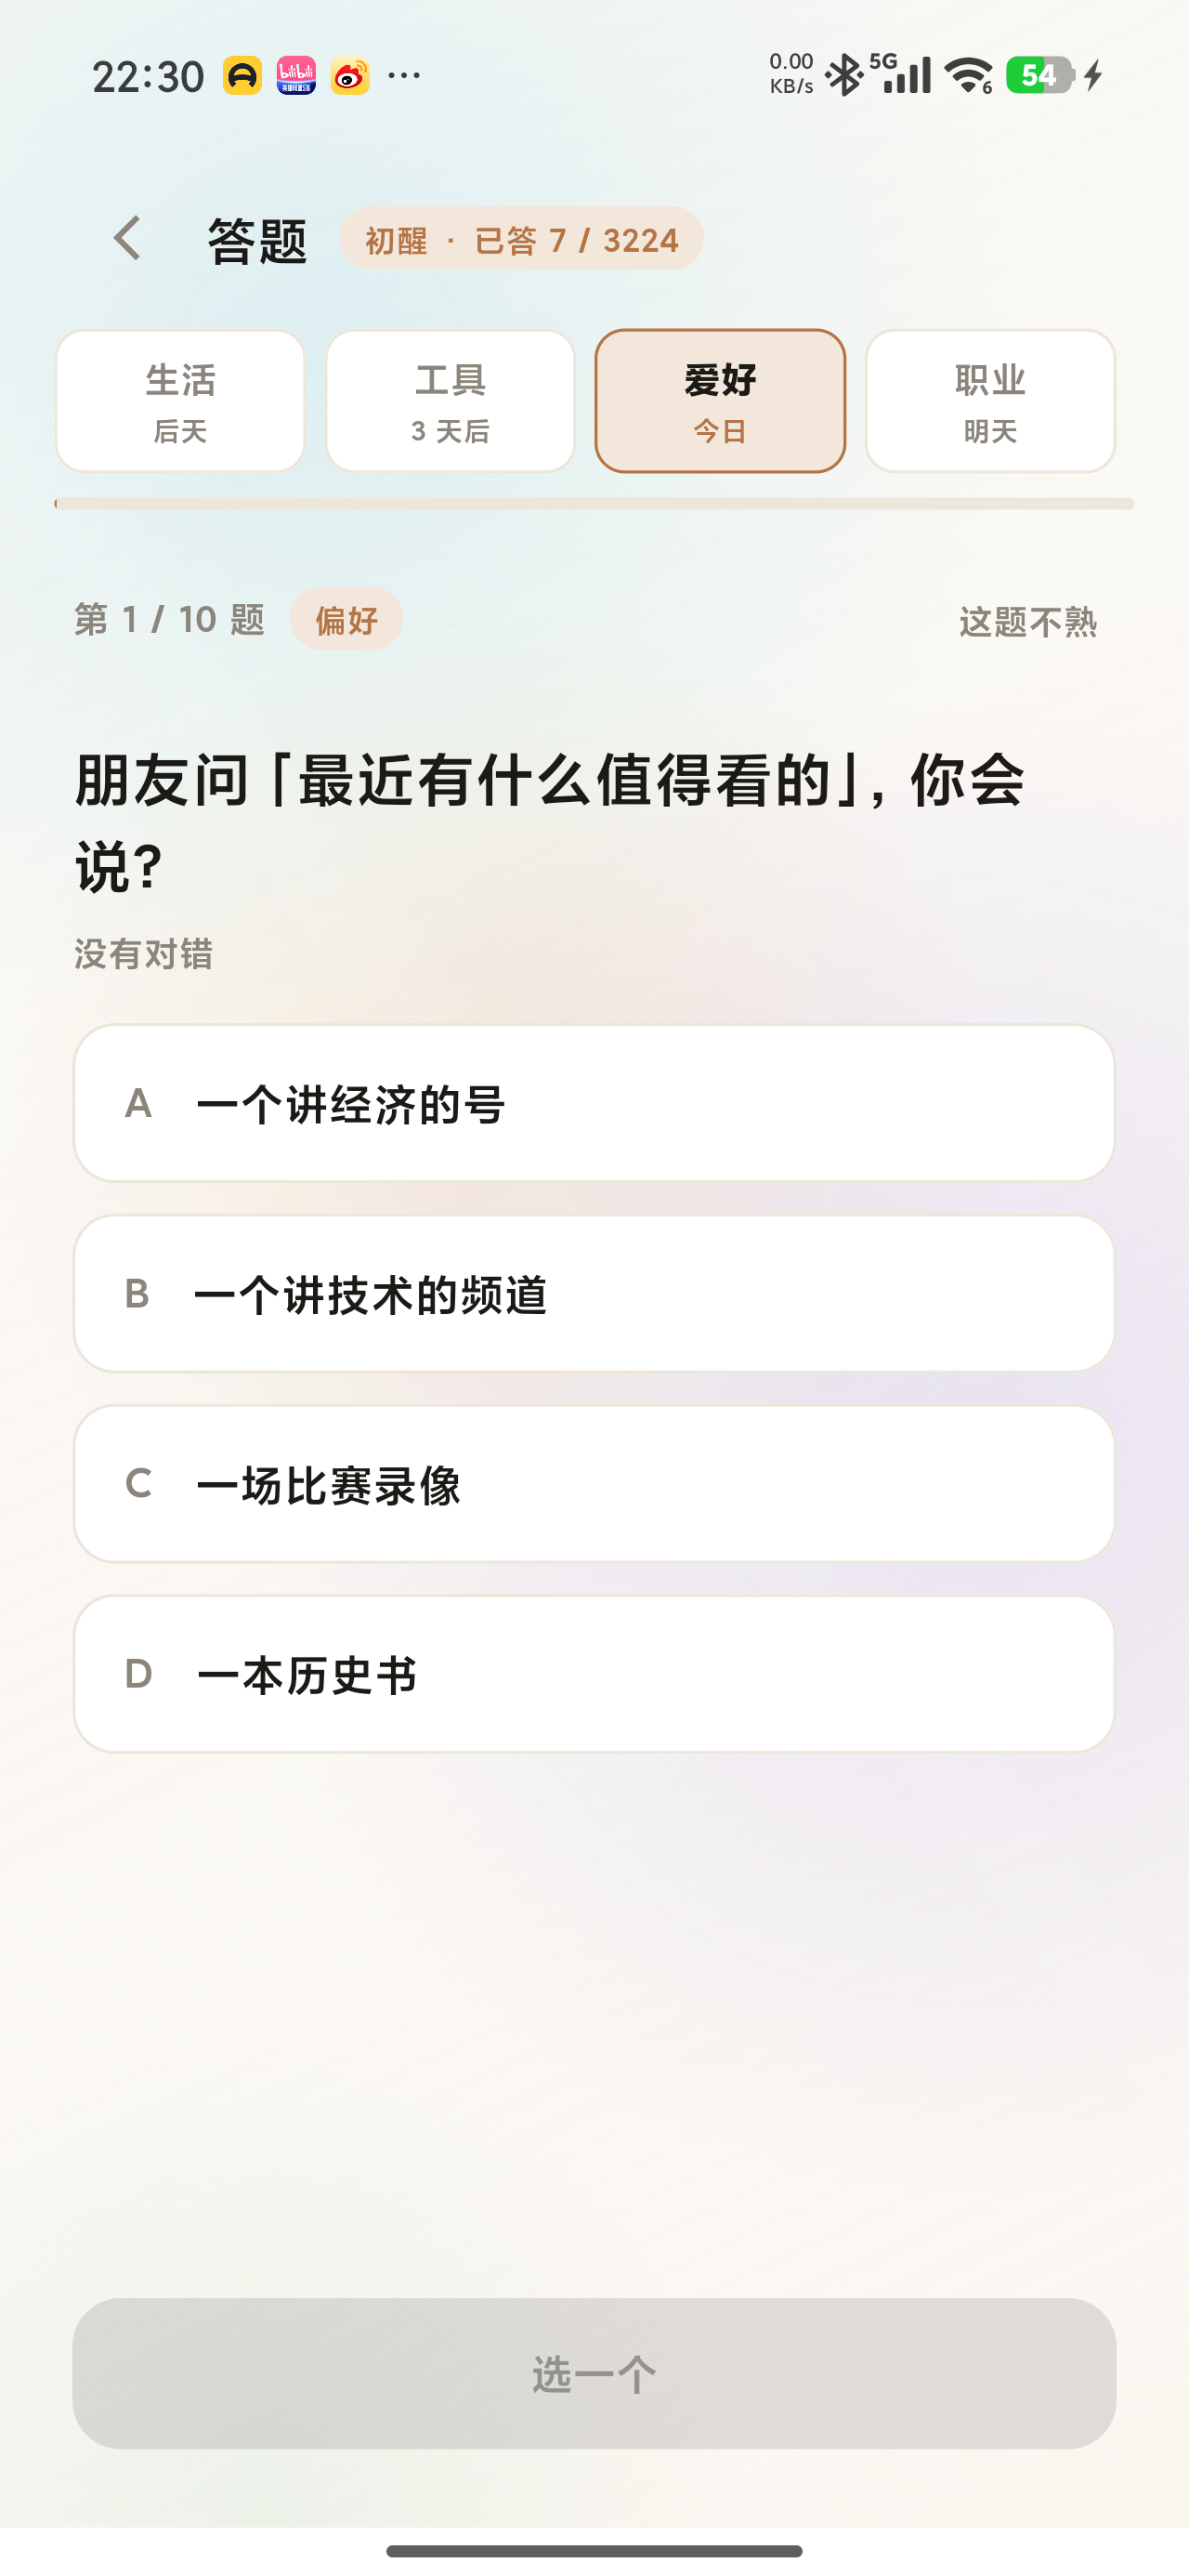 22:30
bilibili
0.00 KB/s
5G
6
54
答题
初醒 · 已答 7 / 3224
生活
后天
工具
3 天后
爱好
今日
职业
明天
第 1 / 10 题
偏好
这题不熟
朋友问「最近有什么值得看的」，你会
说？
没有对错
A 一个讲经济的号
B 一个讲技术的频道
C 一场比赛录像
D 一本历史书
选一个